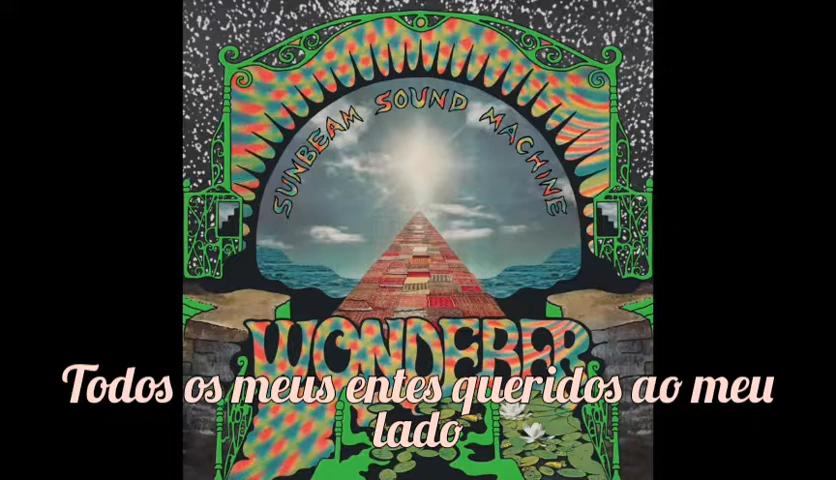 SUNBEAM SOUND MACHINE
WONDERER
Todos os meus entes queridos ao meu
lado